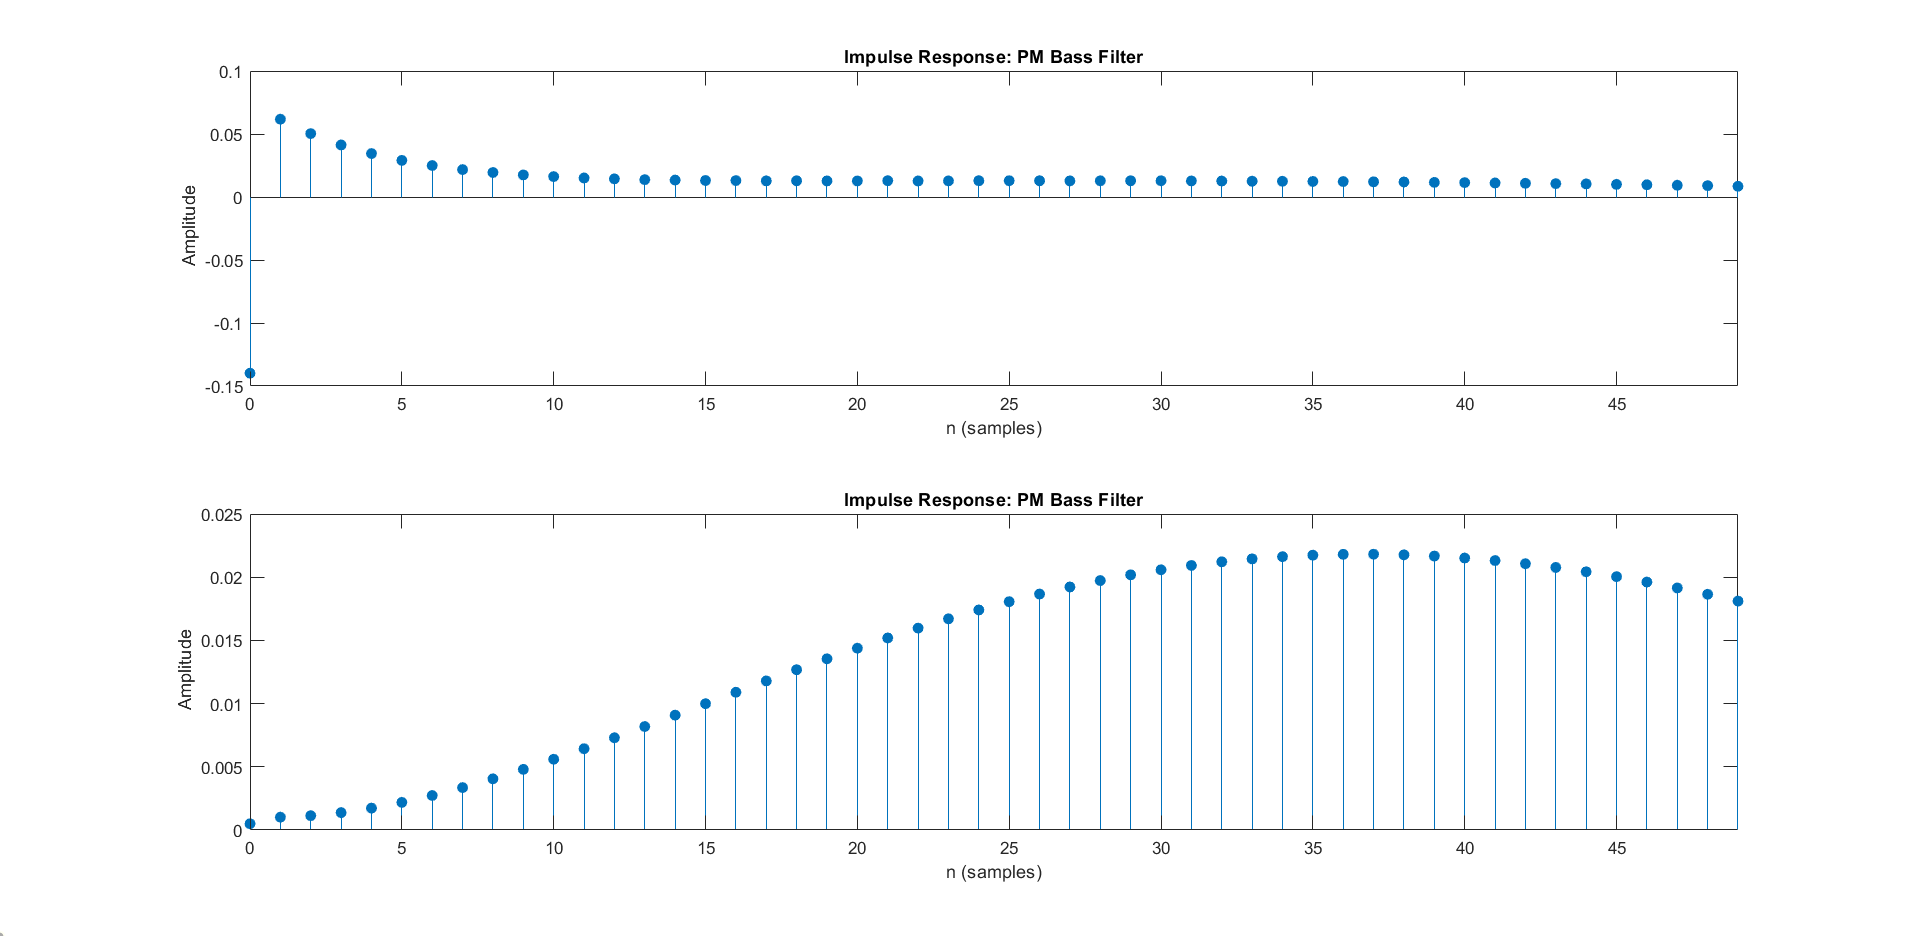 Impulse Response: PM Bass Filter
0.1
0.05
0
-0.05
-0.1
-0.15
Amplitude
0 5 10 15 20 25 30 35 40 45
n (samples)
Impulse Response: PM Bass Filter
0.025
0.02
0.015
0.01
0.005
0
Amplitude
0 5 10 15 20 25 30 35 40 45
n (samples)